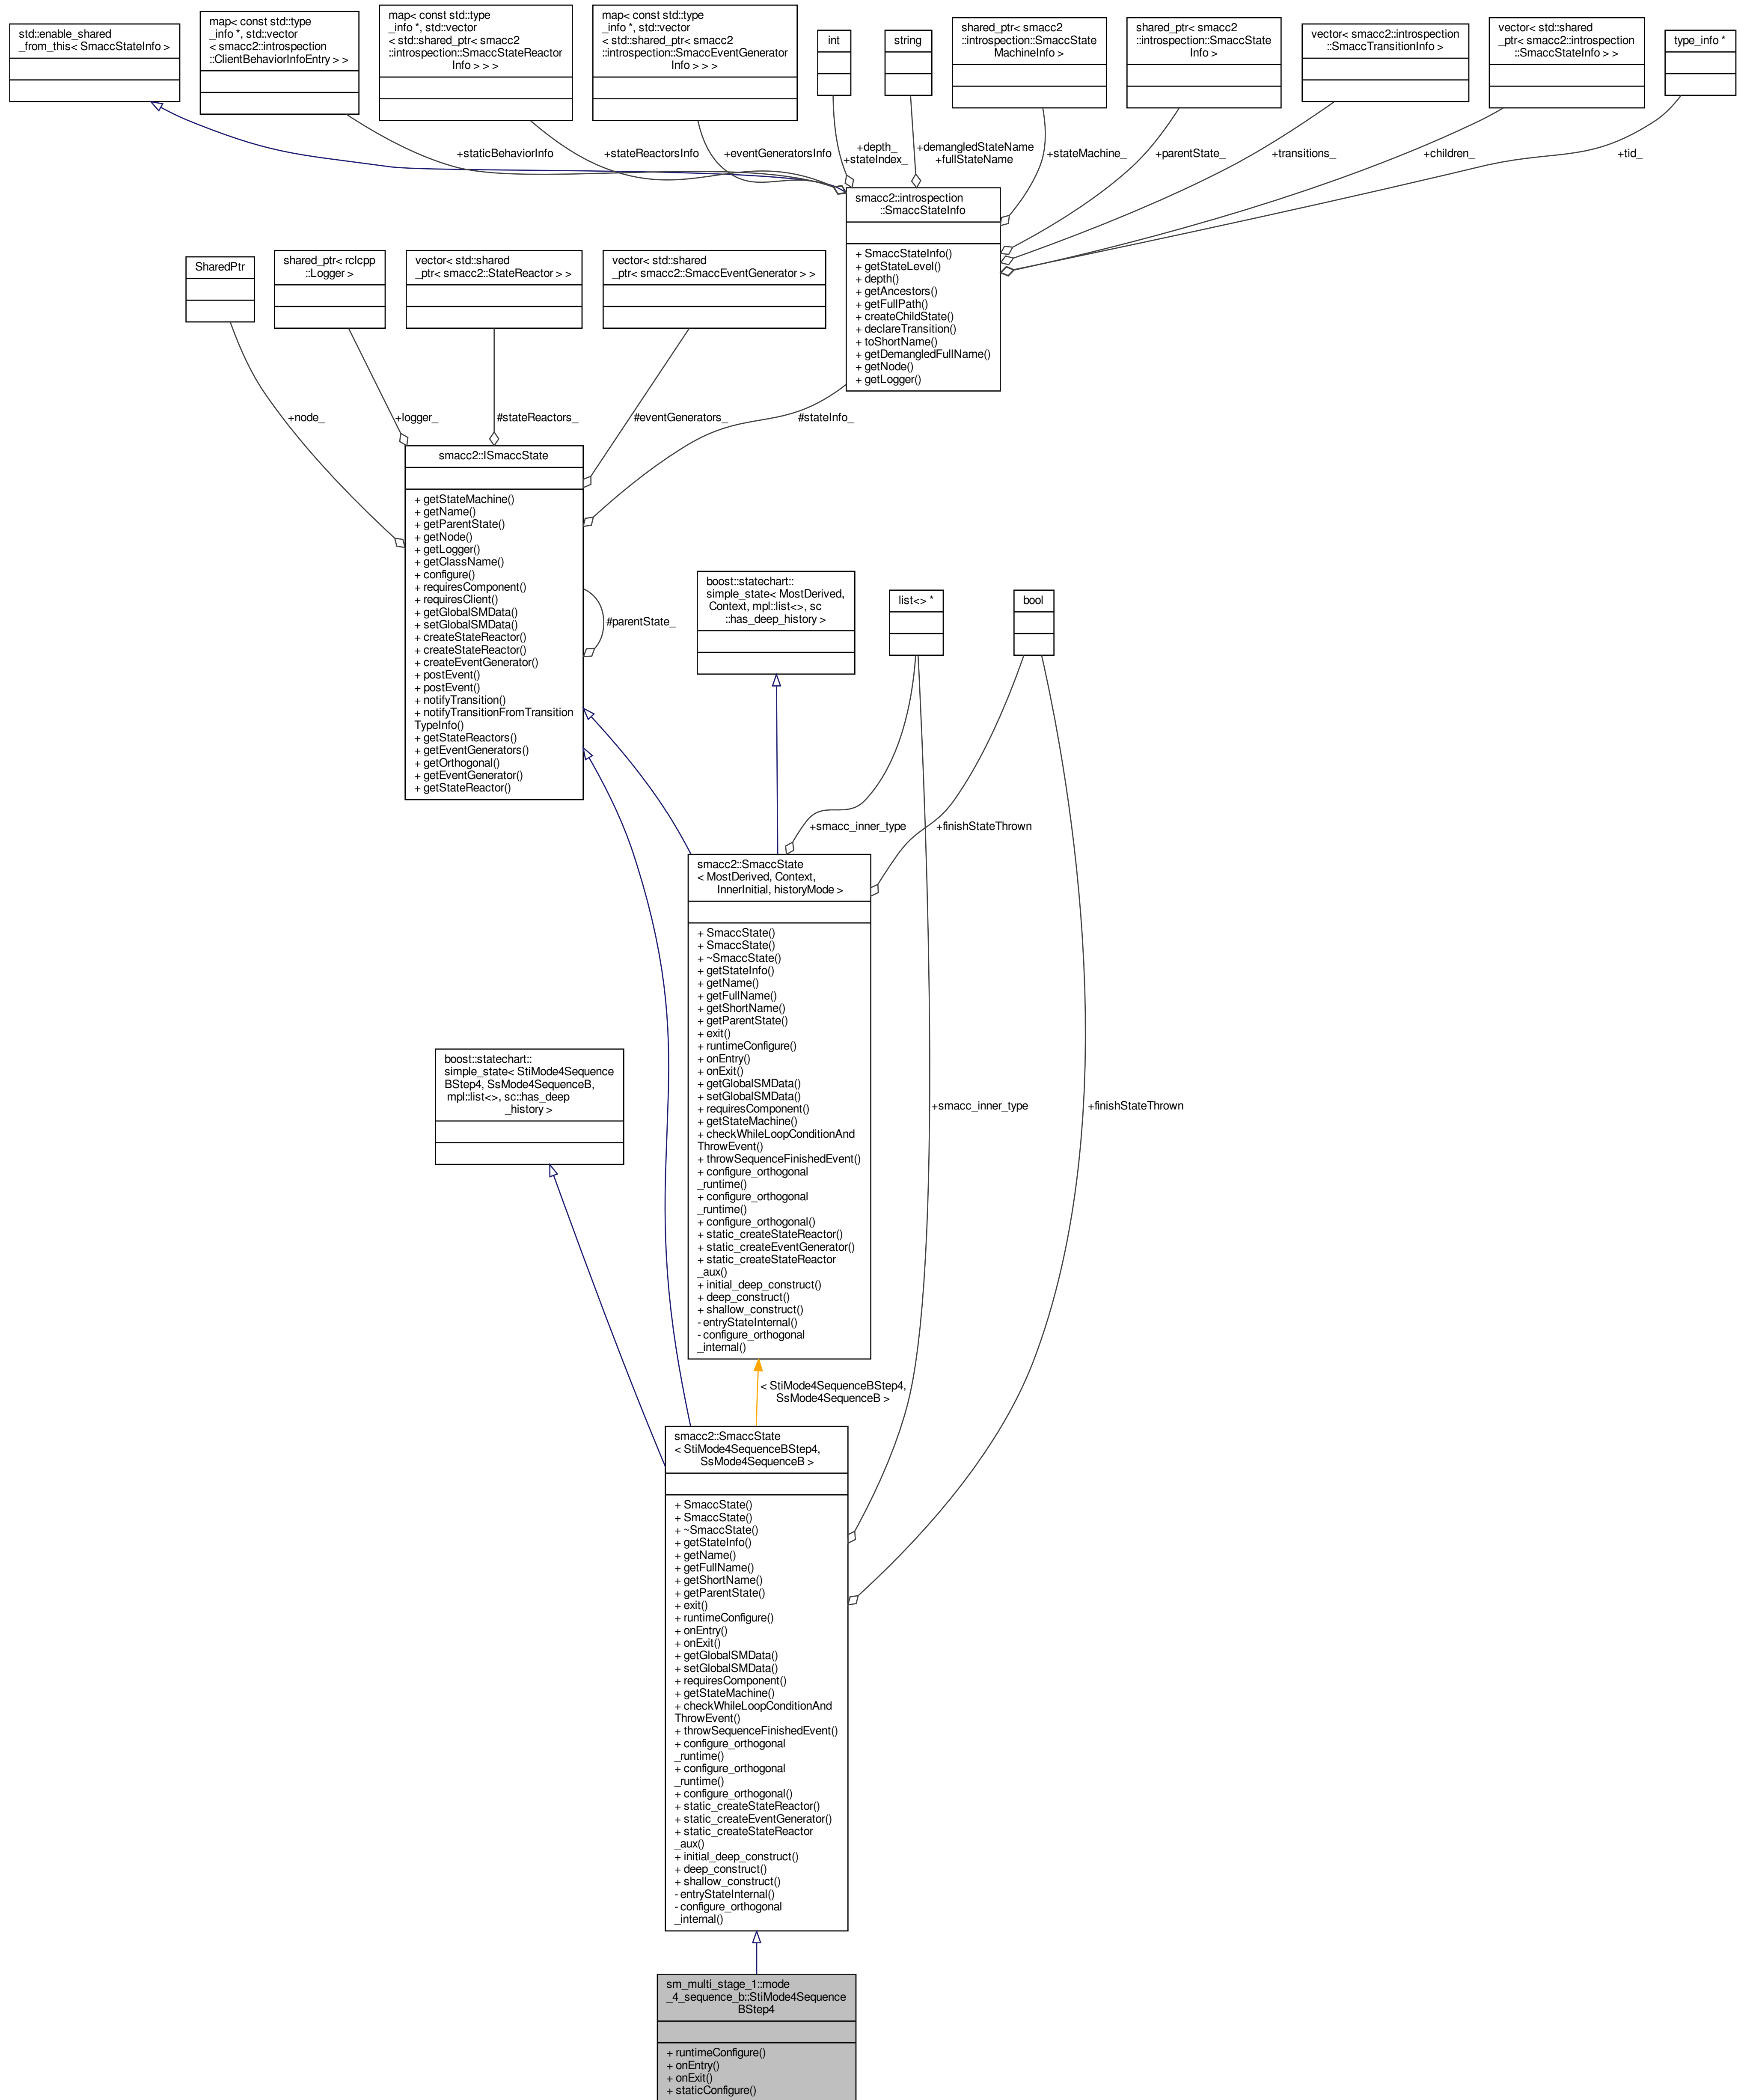 std::enable_shared
_from_this< SmaccStateInfo >
map< const std::type
_info *, std::vector
< smacc2::introspection
::ClientBehaviorInfoEntry > >
map< const std::type
_info *, std::vector
< std::shared_ptr< smacc2
::introspection::SmaccStateReactor
Info > > >
map< const std::type
_info *, std::vector
< std::shared_ptr< smacc2
::introspection::SmaccEventGenerator
Info > > >
int
string
shared_ptr< smacc2
::introspection::SmaccState
MachineInfo >
shared_ptr< smacc2
::introspection::SmaccState
Info >
vector< smacc2::introspection
::SmaccTransitionInfo >
vector< std::shared
_ptr< smacc2::introspection
::SmaccStateInfo > >
type_info *
+staticBehaviorInfo
+stateReactorsInfo
+eventGeneratorsInfo
+depth_
+stateIndex_
+demangledStateName
+fullStateName
+stateMachine_
+parentState_
+transitions_
+children_
+tid_
smacc2::introspection
::SmaccStateInfo
+ SmaccStateInfo()
+ getStateLevel()
+ depth()
+ getAncestors()
+ getFullPath()
+ createChildState()
+ declareTransition()
+ toShortName()
+ getDemangledFullName()
+ getNode()
+ getLogger()
SharedPtr
shared_ptr< rclcpp
::Logger >
vector< std::shared
_ptr< smacc2::StateReactor > >
vector< std::shared
_ptr< smacc2::SmaccEventGenerator > >
+node_
+logger_
#stateReactors_
#eventGenerators_
#stateInfo_
smacc2::ISmaccState
+ getStateMachine()
+ getName()
+ getParentState()
+ getNode()
+ getLogger()
+ getClassName()
+ configure()
+ requiresComponent()
+ requiresClient()
+ getGlobalSMData()
+ setGlobalSMData()
+ createStateReactor()
+ createStateReactor()
+ createEventGenerator()
+ postEvent()
+ postEvent()
+ notifyTransition()
+ notifyTransitionFromTransition
TypeInfo()
+ getStateReactors()
+ getEventGenerators()
+ getOrthogonal()
+ getEventGenerator()
+ getStateReactor()
#parentState_
boost::statechart::
simple_state< MostDerived,
Context, mpl::list<>, sc
::has_deep_history >
list<> *
bool
+smacc_inner_type
+finishStateThrown
smacc2::SmaccState
< MostDerived, Context,
InnerInitial, historyMode >
+ SmaccState()
+ SmaccState()
+ ~SmaccState()
+ getStateInfo()
+ getName()
+ getFullName()
+ getShortName()
+ getParentState()
+ exit()
+ runtimeConfigure()
+ onEntry()
+ onExit()
+ getGlobalSMData()
+ setGlobalSMData()
+ requiresComponent()
+ getStateMachine()
+ checkWhileLoopConditionAnd
ThrowEvent()
+ throwSequenceFinishedEvent()
+ configure_orthogonal
_runtime()
+ configure_orthogonal
_runtime()
+ configure_orthogonal()
+ static_createStateReactor()
+ static_createEventGenerator()
+ static_createStateReactor
_aux()
+ initial_deep_construct()
+ deep_construct()
+ shallow_construct()
- entryStateInternal()
- configure_orthogonal
_internal()
boost::statechart::
simple_state< StiMode4Sequence
BStep4, SsMode4SequenceB,
mpl::list<>, sc::has_deep
_history >
+smacc_inner_type
+finishStateThrown
< StiMode4SequenceBStep4,
SsMode4SequenceB >
smacc2::SmaccState
< StiMode4SequenceBStep4,
SsMode4SequenceB >
+ SmaccState()
+ SmaccState()
+ ~SmaccState()
+ getStateInfo()
+ getName()
+ getFullName()
+ getShortName()
+ getParentState()
+ exit()
+ runtimeConfigure()
+ onEntry()
+ onExit()
+ getGlobalSMData()
+ setGlobalSMData()
+ requiresComponent()
+ getStateMachine()
+ checkWhileLoopConditionAnd
ThrowEvent()
+ throwSequenceFinishedEvent()
+ configure_orthogonal
_runtime()
+ configure_orthogonal
_runtime()
+ configure_orthogonal()
+ static_createStateReactor()
+ static_createEventGenerator()
+ static_createStateReactor
_aux()
+ initial_deep_construct()
+ deep_construct()
+ shallow_construct()
- entryStateInternal()
- configure_orthogonal
_internal()
sm_multi_stage_1::mode
_4_sequence_b::StiMode4Sequence
BStep4
+ runtimeConfigure()
+ onEntry()
+ onExit()
+ staticConfigure()